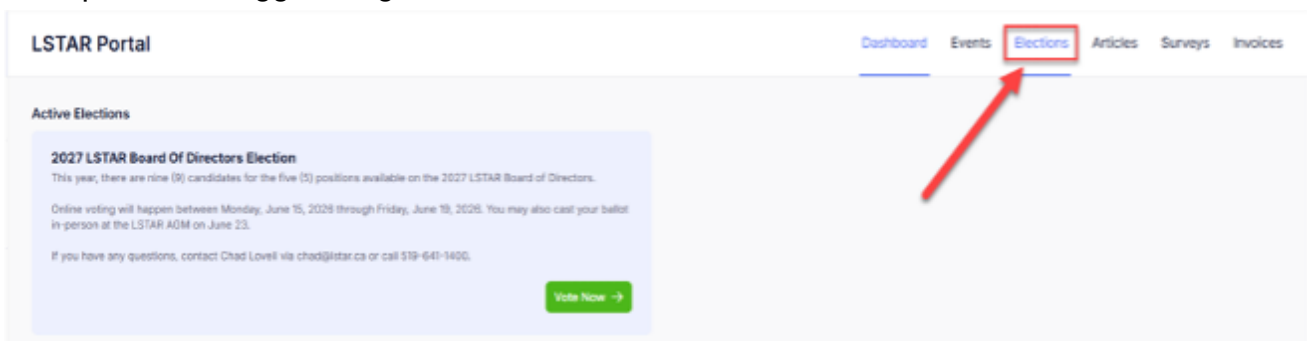 LSTAR Portal
Dashboard Events Elections Articles Surveys Invoices
Active Elections
2027 LSTAR Board Of Directors Election
This year, there are nine (9) candidates for the five (5) positions available on the 2027 LSTAR Board of Directors.
Online voting will happen between Monday, June 15, 2026 through Friday, June 19, 2026. You may also cast your ballot
in-person at the LSTAR AGM on June 23.
If you have any questions, contact Chad Lovell via chad@lstar.ca or call 519-641-1400.
Vote Now →